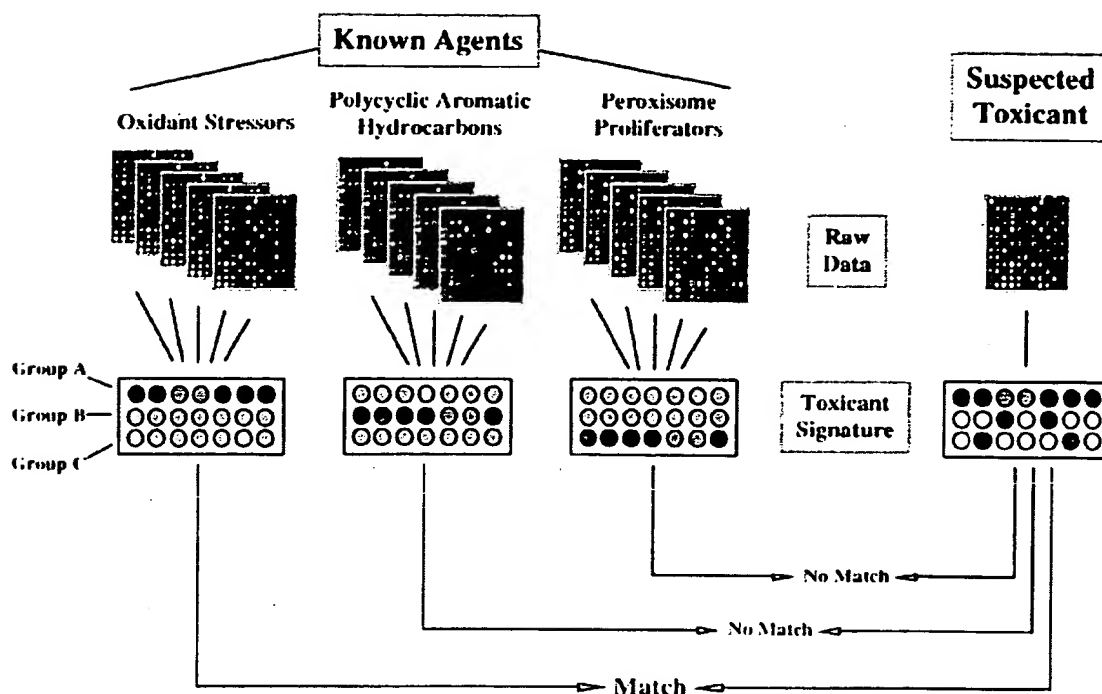 Known Agents
Suspected
Toxicant
Oxidant Stressors
Polycyclic Aromatic
Hydrocarbons
Peroxisome
Proliferators
Raw
Data
Group A
Group B
Group C
Toxicant
Signature
No Match
No Match
Match